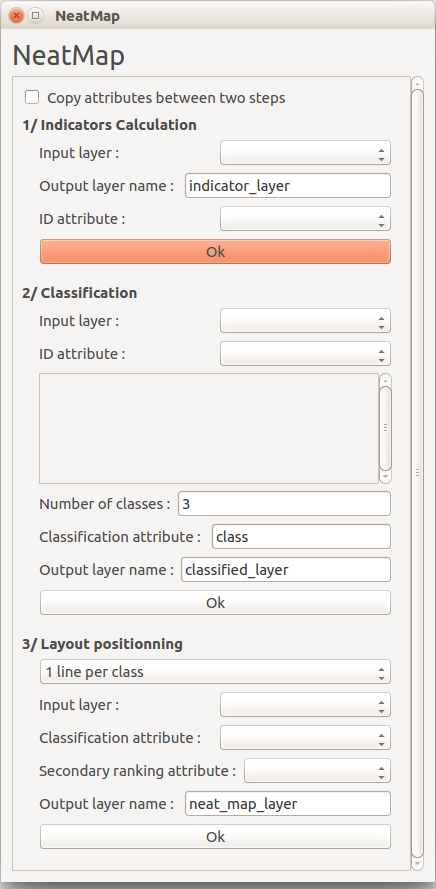 NeatMap
NeatMap
Copy attributes between two steps
1/ Indicators Calculation
Input layer :
Output layer name : indicator_layer
ID attribute :
Ok
2/ Classification
Input layer :
ID attribute :
Number of classes : 3
Classification attribute : class
Output layer name : classified_layer
Ok
3/ Layout positionning
1 line per class
Input layer :
Classification attribute :
Secondary ranking attribute :
Output layer name : neat_map_layer
Ok